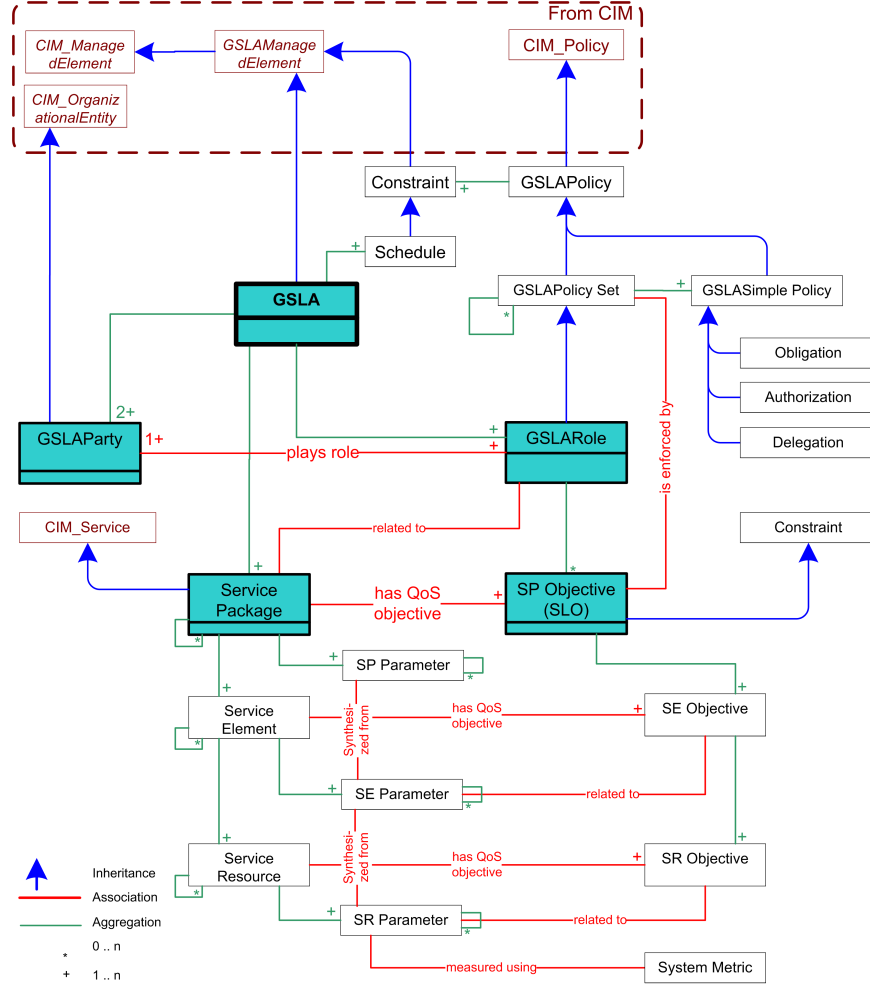 From CIM
CIM_Manage
dElement
GSLAManage
dElement
CIM_Policy
CIM_Organiz
ationalEntity
Constraint
+
GSLAPolicy
+
Schedule
GSLA
GSLAPolicy Set
+
GSLASimple Policy
*
Obligation
Authorization
Delegation
is enforced by
2+
GSLAParty
1+
plays role
+
+
GSLARole
CIM_Service
related to
Constraint
+
*
Service
Package
has QoS
objective
+
SP Objective
(SLO)
*
+
SP Parameter
*
+
+
Service
Element
*
Synthesi-
zed from
has QoS
objective
+
SE Objective
+
SE Parameter
*
related to
+
+
Service
Resource
*
Synthesi-
zed from
has QoS
objective
+
SR Objective
+
SR Parameter
*
related to
measured using
System Metric
Inheritance
Association
Aggregation
* 0 .. n
+ 1 .. n